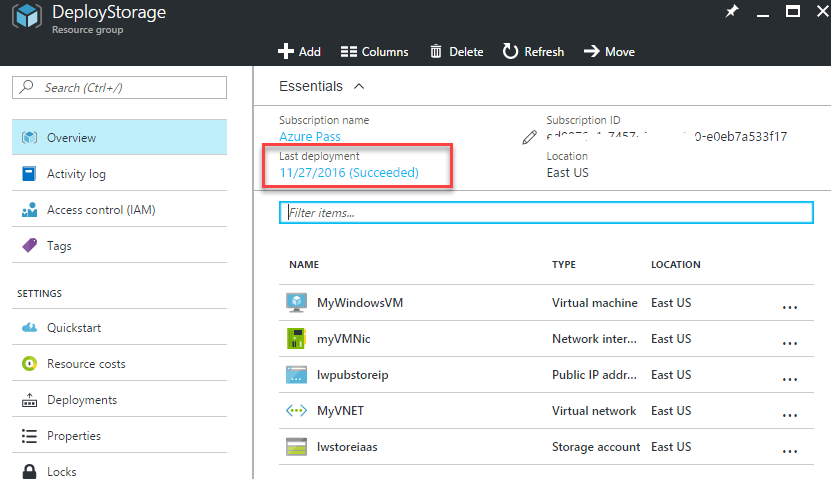 DeployStorage
Resource group
Add Columns Delete Refresh Move
Search (Ctrl+/)
Overview
Activity log
Access control (IAM)
Tags
SETTINGS
Quickstart
Resource costs
Deployments
Properties
Locks
Essentials
Subscription name
Azure Pass
Last deployment
11/27/2016 (Succeeded)
Subscription ID
0-e0eb7a533f17
Location
East US
Filter items...
NAME TYPE LOCATION
MyWindowsVM Virtual machine East US ...
myVMNic Network inter... East US ...
lwpubstoreip Public IP addr... East US ...
MyVNET Virtual network East US ...
lwstoreiaas Storage account East US ...